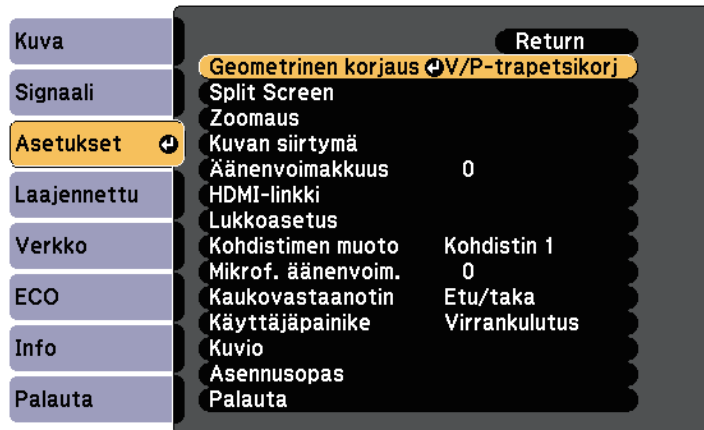 Kuva
Signaali
Asetukset
Laajennettu
Verkko
ECO
Info
Palauta
Return
Geometrinen korjaus V/P-trapetsikorj
Split Screen
Zoomaus
Kuvan siirtymä
Äänenvoimakkuus 0
HDMI-linkki
Lukkoasetus
Kohdistimen muoto Kohdistin 1
Mikrof. äänenvoim. 0
Kaukovastaanotin Etu/taka
Käyttäjäpainike Virrankulutus
Kuvio
Asennusopas
Palauta